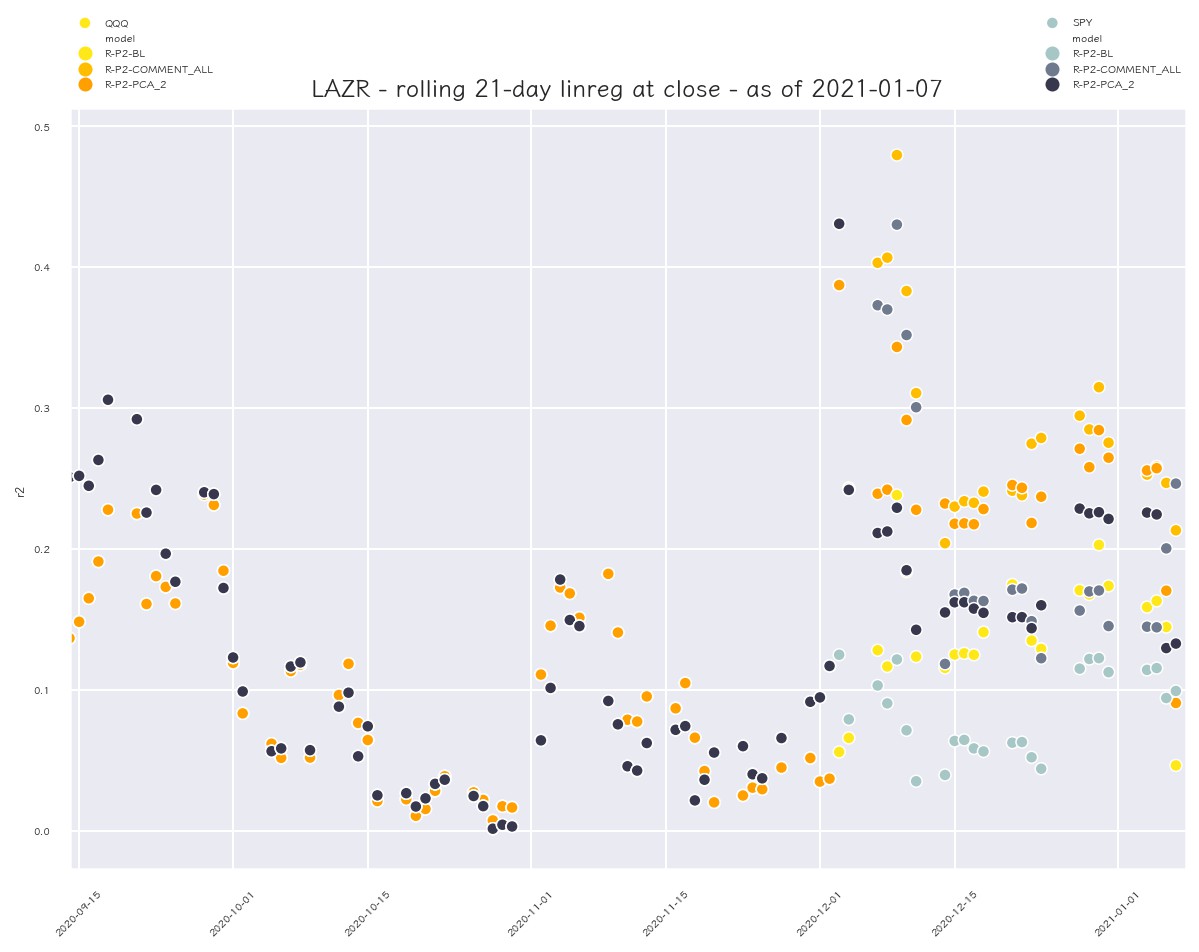 QQQ
model
R-P2-BL
R-P2-COMMENT_ALL
R-P2-PCA_2
SPY
model
R-P2-BL
R-P2-COMMENT_ALL
R-P2-PCA_2
LAZR - rolling 21-day linreg at close - as of 2021-01-07
0.5
0.4
0.3
r2
0.2
0.1
0.0
2020-09-15
2020-10-01
2020-10-15
2020-11-01
2020-11-15
2020-12-01
2020-12-15
2021-01-01